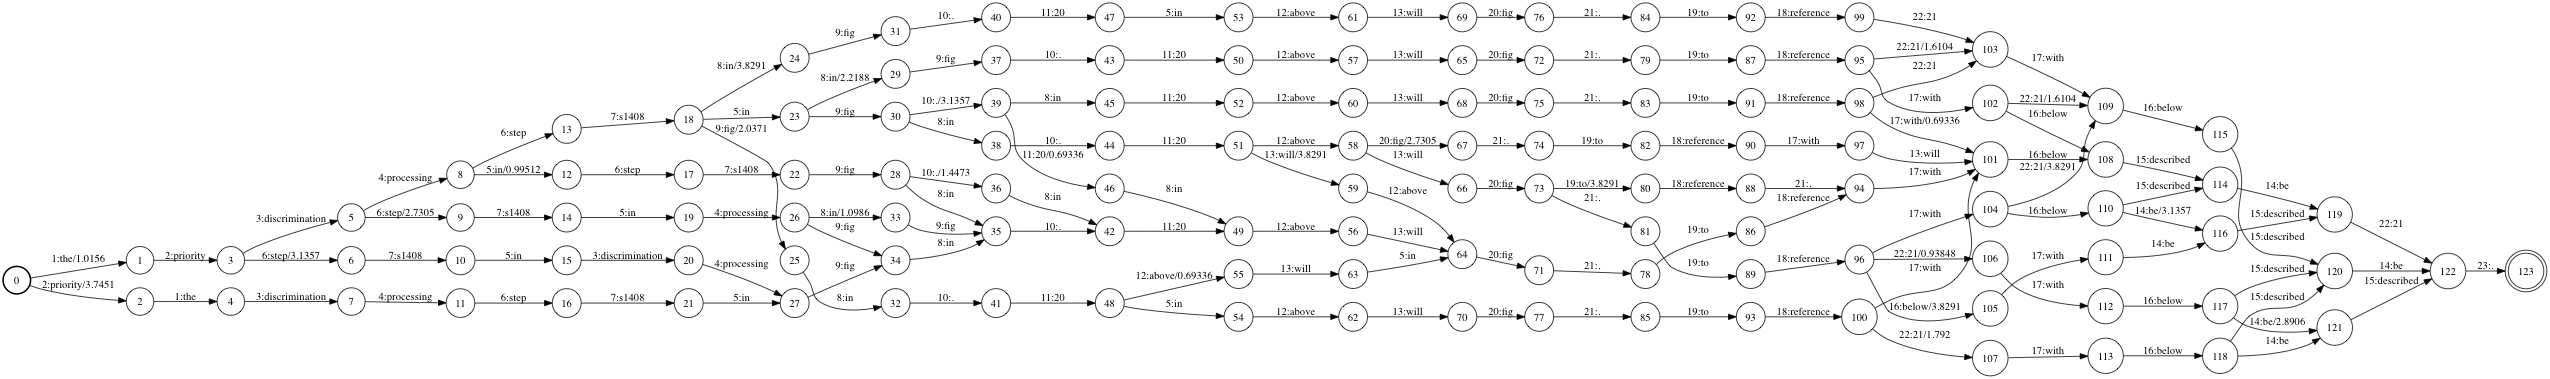 40 11:20 47 5:in 53 12:above 61 13:will 69 20:fig 76 21:. 84 19:to 92 18:reference 99 22:21
10:. 31 9:fig 24 8:in/3.8291
29 9:fig 37 10:. 43 11:20 50 12:above 57 13:will 65 20:fig 72 21:. 79 19:to 87 18:reference 95 22:21/1.6104 103 17:with
8:in/2.2188 22:21 17:with
39 8:in 45 11:20 52 12:above 60 13:will 68 20:fig 75 21:. 83 19:to 91 18:reference 98 102 22:21/1.6104 109 16:below 115
6:step 13 7:s1408 18 5:in 23 9:fig 30 10:./3.1357 8:in 17:with/0.69336 16:below
9:fig/2.0371 38 10:. 44 11:20 51 12:above 58 20:fig/2.7305 67 21:. 74 19:to 82 18:reference 90 17:with 97 13:will
11:20/0.69336 13:will/3.8291 13:will 101 16:below 108 15:described
22:21/3.8291
4:processing 8 5:in/0.99512 12 6:step 17 7:s1408 22 9:fig 28 10:./1.4473 36 8:in 46 8:in 59 12:above 66 20:fig 73 19:to/3.8291 80 18:reference 88 21:. 94 17:with 15:described 114 14:be
8:in 21:. 18:reference
3:discrimination 5 6:step/2.7305 9 7:s1408 14 5:in 19 4:processing 26 8:in/1.0986 33 9:fig 17:with 104 16:below 110 14:be/3.1357 15:described 119 22:21
9:fig 35 10:. 42 11:20 49 12:above 56 13:will 81 19:to 86 19:to 116 15:described
1:the/1.0156 1 2:priority 3 6:step/3.1357 6 7:s1408 10 5:in 15 3:discrimination 20 4:processing 25 9:fig 34 8:in 5:in 64 20:fig 96 22:21/0.93848 106 17:with 111 14:be
0 12:above/0.69336 55 13:will 63 71 21:. 78 89 18:reference 17:with 15:described 120 14:be 122 23:. 123
2:priority/3.7451 2 1:the 4 3:discrimination 7 4:processing 11 6:step 16 7:s1408 21 5:in 27 8:in 32 10:. 41 11:20 48 5:in 16:below/3.8291 105 17:with 112 16:below 117 15:described 15:described
54 12:above 62 13:will 70 20:fig 77 21:. 85 19:to 93 18:reference 100 14:be/2.8906 121
22:21/1.792 14:be
107 17:with 113 16:below 118